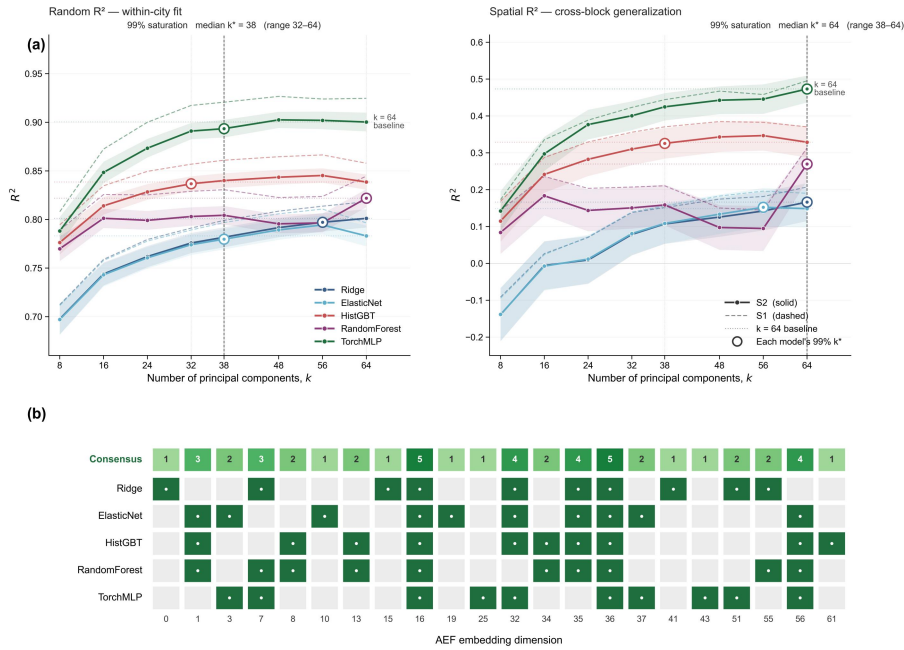 Random R² — within-city fit
99% saturation median k* = 38 (range 32–64)
(a)
0.95
0.90
0.85
0.80
0.75
0.70
R²
k = 64
baseline
Ridge
ElasticNet
HistGBT
RandomForest
TorchMLP
8 16 24 32 38 48 56 64
Number of principal components, k
Spatial R² — cross-block generalization
99% saturation median k* = 64 (range 38–64)
0.6
0.5
0.4
0.3
0.2
0.1
0.0
−0.1
−0.2
R²
k = 64
baseline
S2 (solid)
S1 (dashed)
k = 64 baseline
Each model's 99% k*
8 16 24 32 38 48 56 64
Number of principal components, k
(b)
Consensus 1 3 2 3 2 1 2 1 5 1 1 4 2 4 5 2 1 1 2 2 4 1
Ridge
ElasticNet
HistGBT
RandomForest
TorchMLP
0 1 3 7 8 10 13 15 16 19 25 32 34 35 36 37 41 43 51 55 56 61
AEF embedding dimension